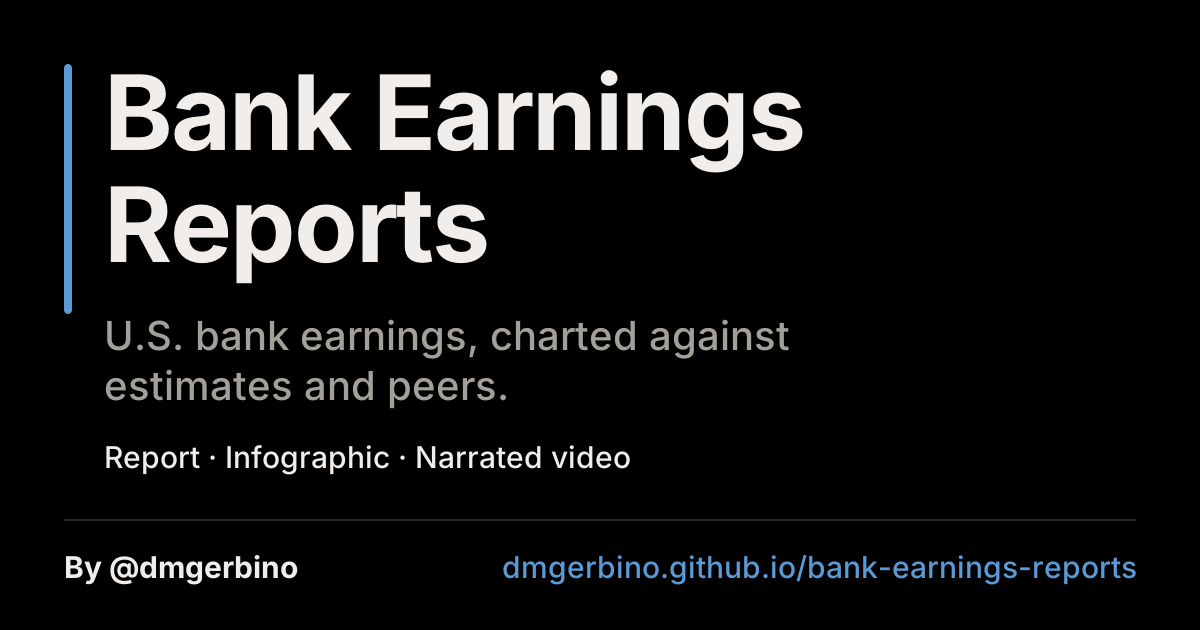 Bank Earnings
Reports
U.S. bank earnings, charted against
estimates and peers.
Report · Infographic · Narrated video
By @dmgerbino
dmgerbino.github.io/bank-earnings-reports